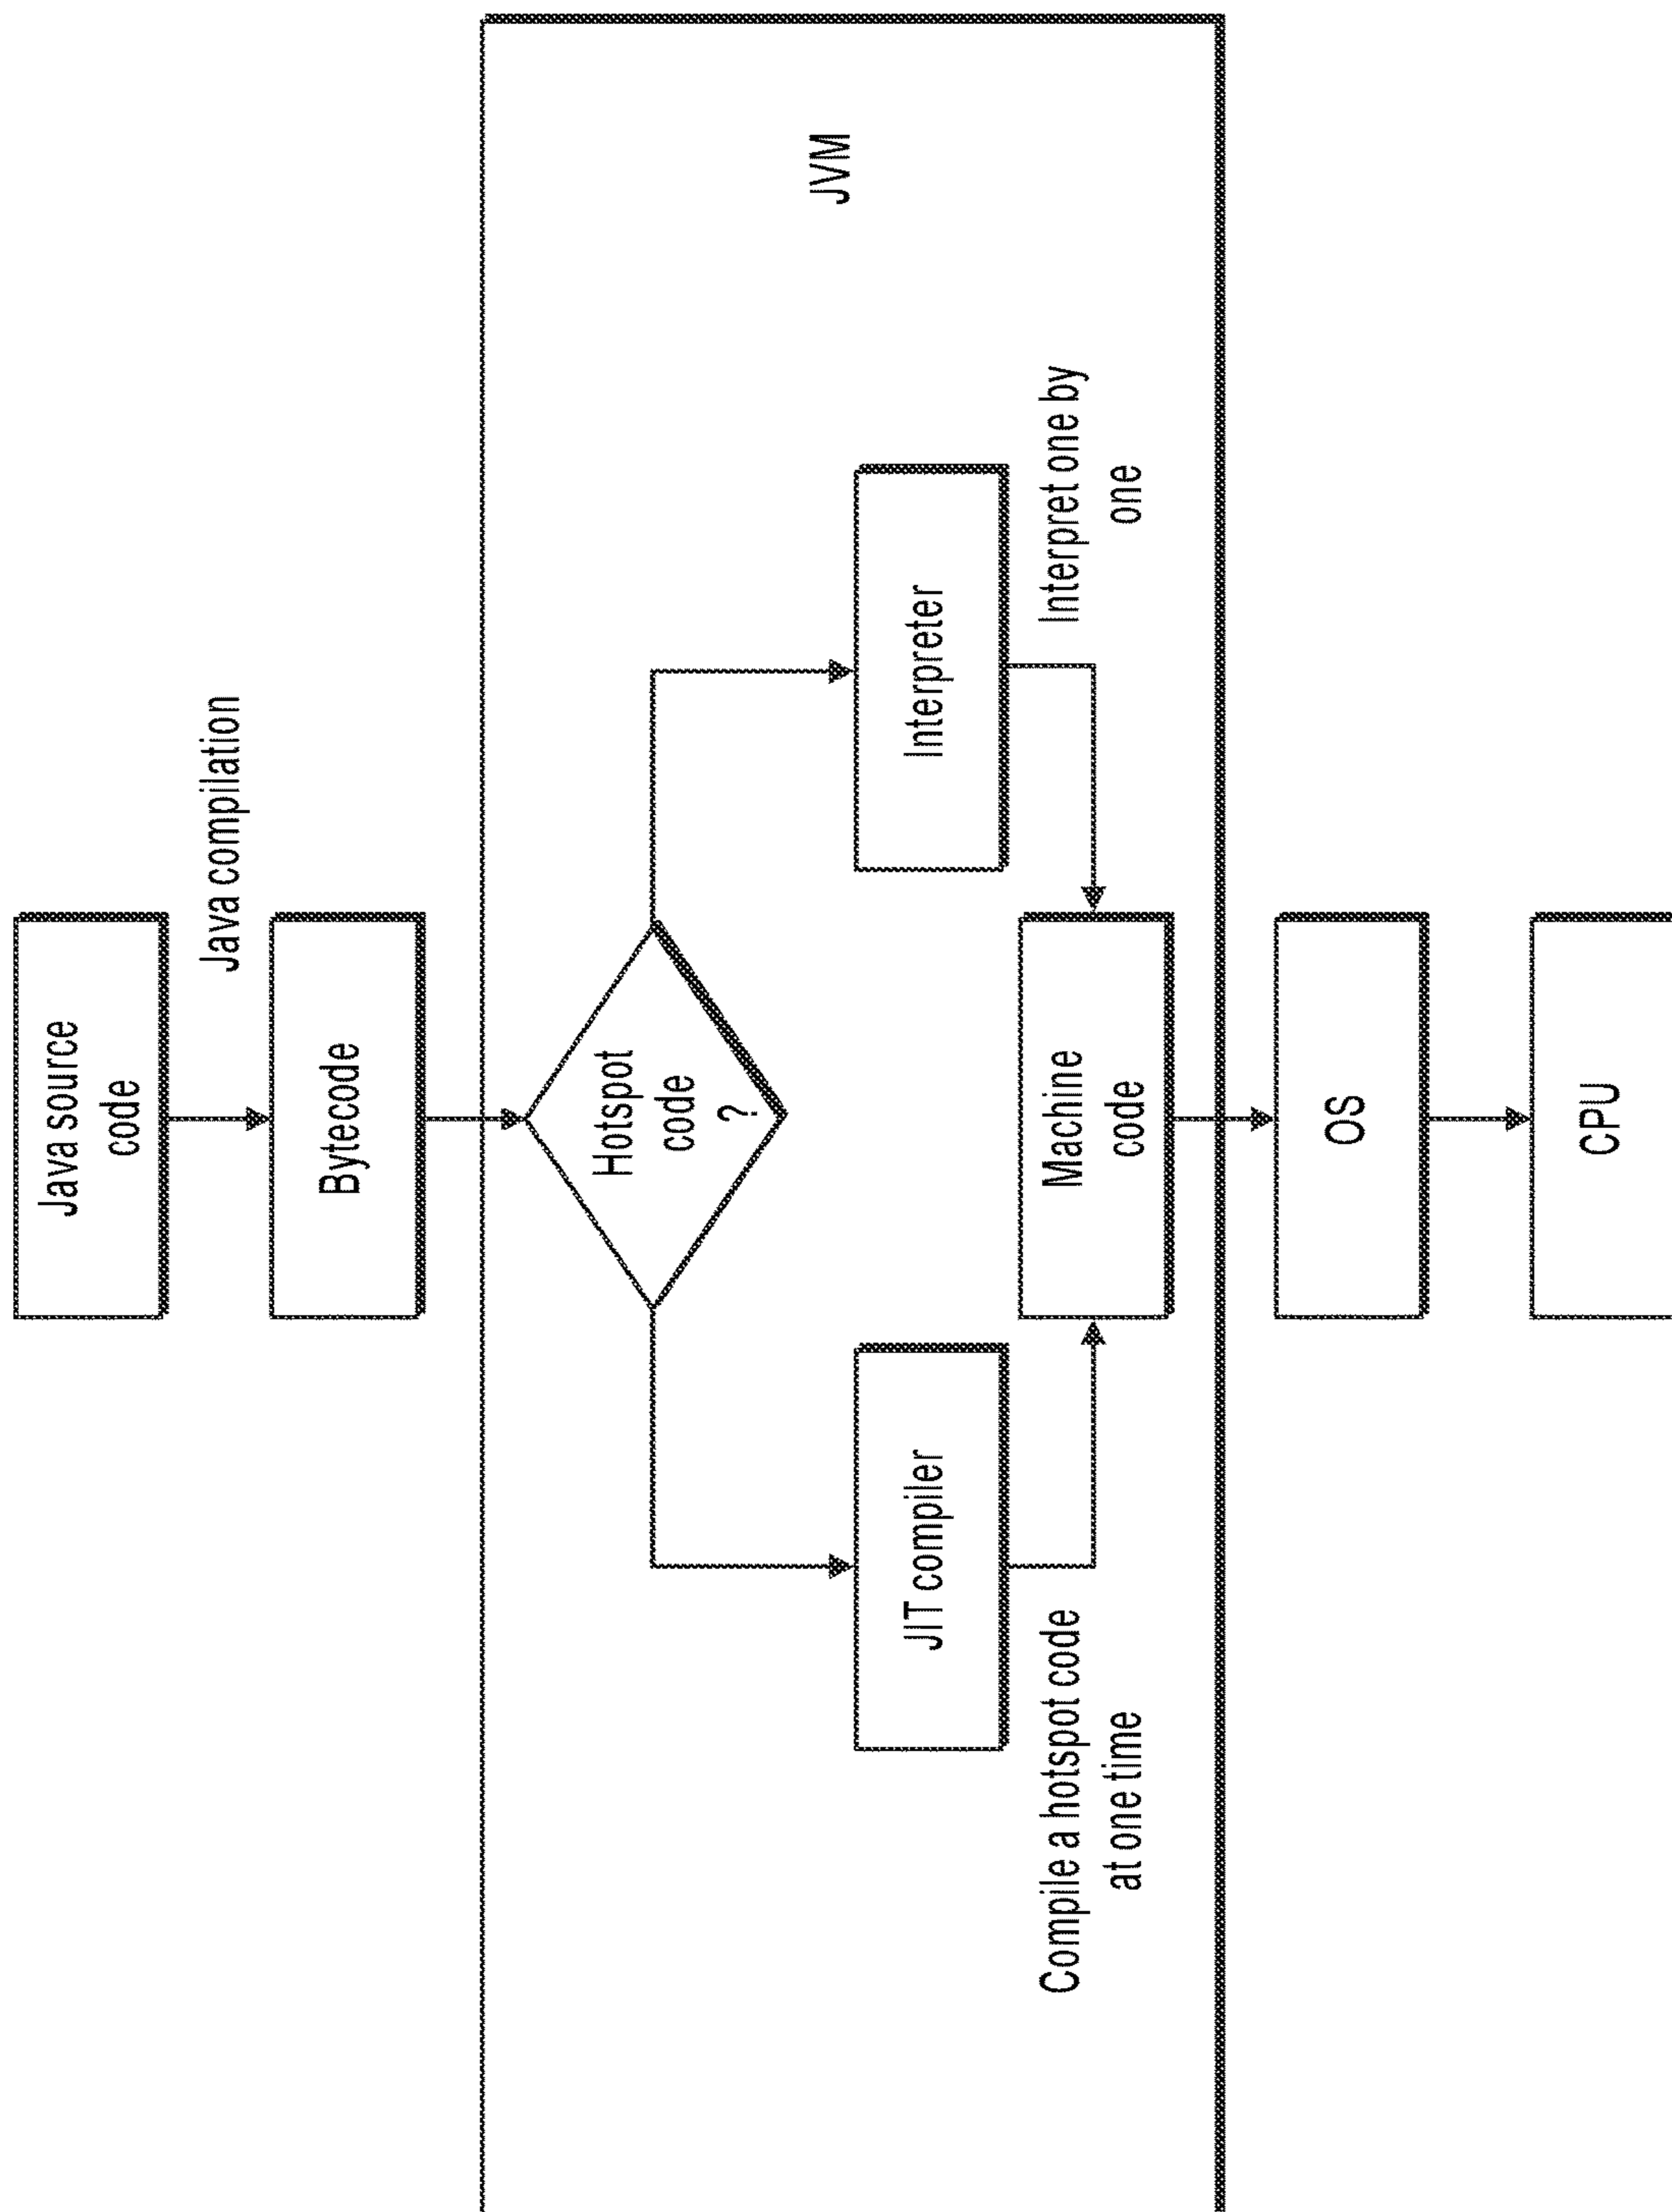 Java source
code
Java compilation
Bytecode
Hotspot
code
?
JVM
JIT compiler
Interpreter
Compile a hotspot code
at one time
Machine
code
Interpret one by
one
OS
CPU